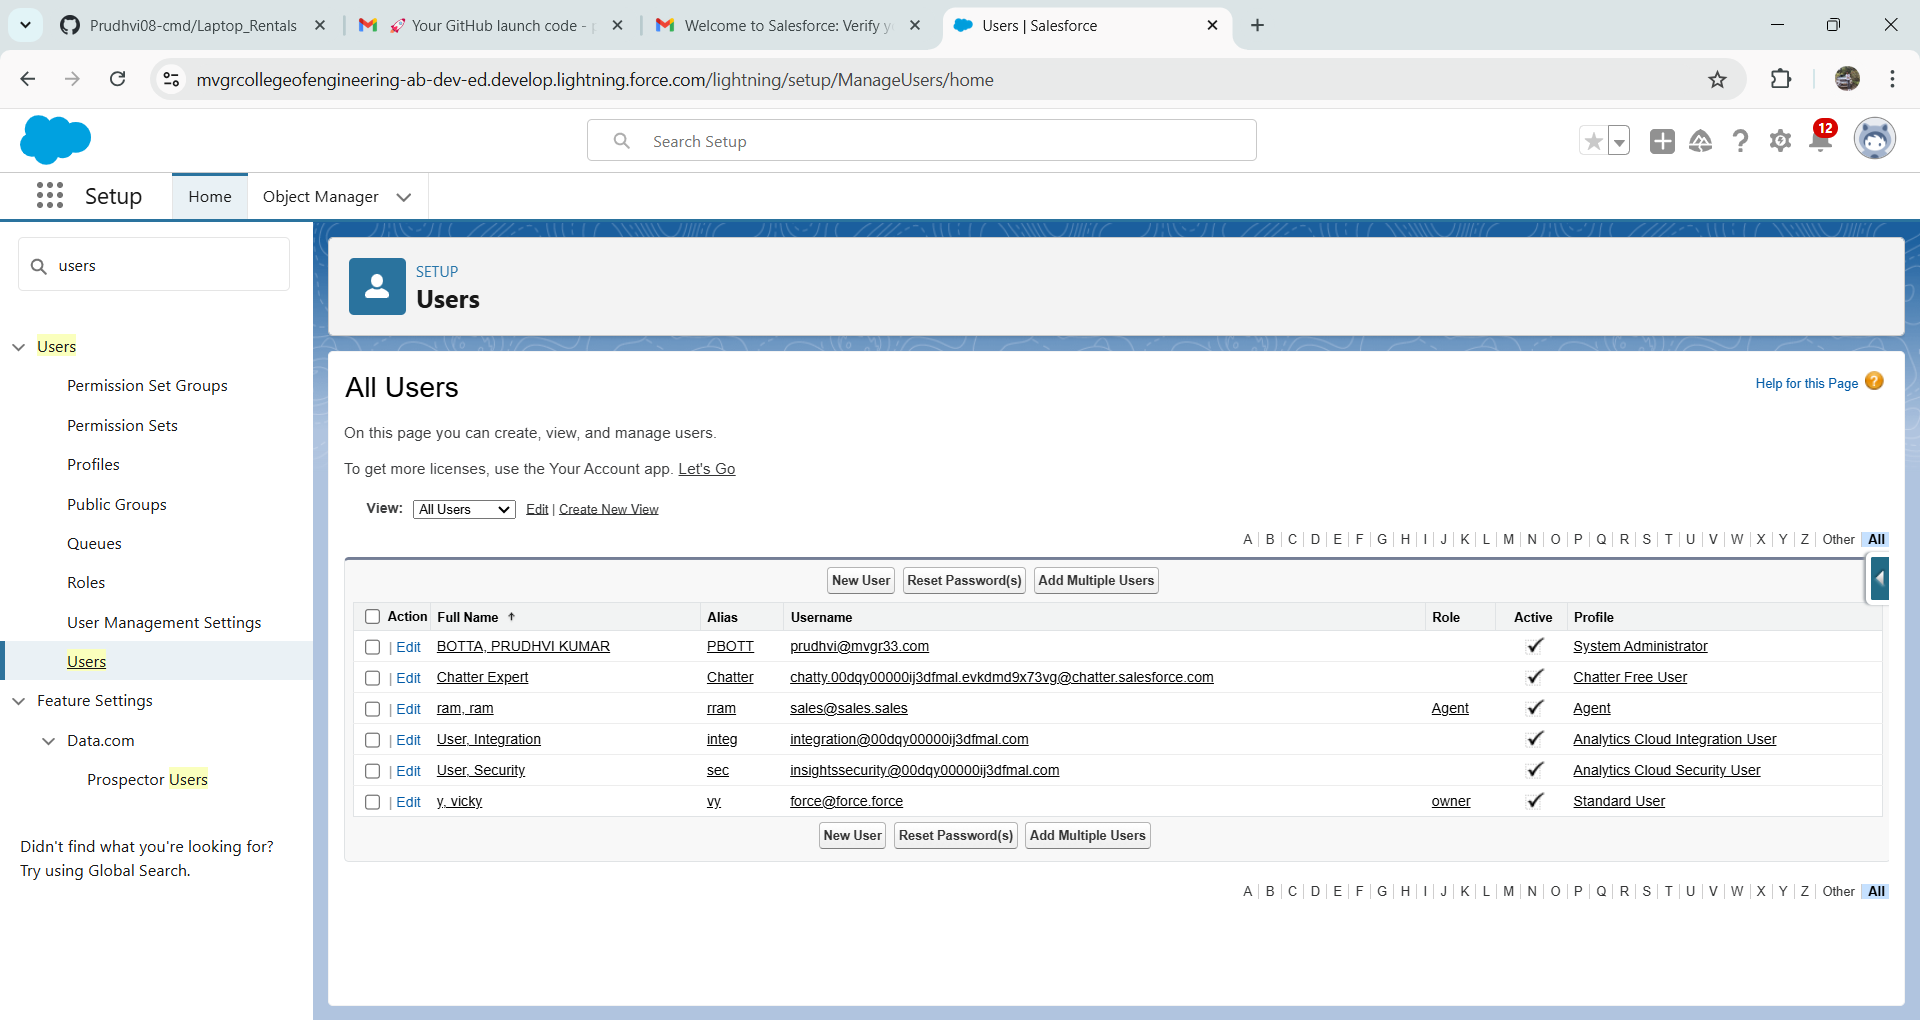 Prudhvi08-cmd/Laptop_Rentals
🚀 Your GitHub launch code - p
Welcome to Salesforce: Verify y
Users | Salesforce
mvgrcollegeofengineering-ab-dev-ed.develop.lightning.force.com/lightning/setup/ManageUsers/home
Search Setup
12
Setup
Home
Object Manager
users
Users
Permission Set Groups
Permission Sets
Profiles
Public Groups
Queues
Roles
User Management Settings
Users
Feature Settings
Data.com
Prospector Users
Didn't find what you're looking for?
Try using Global Search.
SETUP
Users
All Users
Help for this Page ?
On this page you can create, view, and manage users.
To get more licenses, use the Your Account app. Let's Go
View: All Users Edit | Create New View
A | B | C | D | E | F | G | H | I | J | K | L | M | N | O | P | Q | R | S | T | U | V | W | X | Y | Z | Other | All
New User Reset Password(s) Add Multiple Users
Action Full Name ↑ Alias Username Role Active Profile
| Edit BOTTA, PRUDHVI KUMAR PBOTT prudhvi@mvgr33.com ✓ System Administrator
| Edit Chatter Expert Chatter chatty.00dqy00000ij3dfmal.evkdmd9x73vg@chatter.salesforce.com ✓ Chatter Free User
| Edit ram, ram rram sales@sales.sales Agent ✓ Agent
| Edit User, Integration integ integration@00dqy00000ij3dfmal.com ✓ Analytics Cloud Integration User
| Edit User, Security sec insightssecurity@00dqy00000ij3dfmal.com ✓ Analytics Cloud Security User
| Edit y, vicky vy force@force.force owner ✓ Standard User
New User Reset Password(s) Add Multiple Users
A | B | C | D | E | F | G | H | I | J | K | L | M | N | O | P | Q | R | S | T | U | V | W | X | Y | Z | Other | All